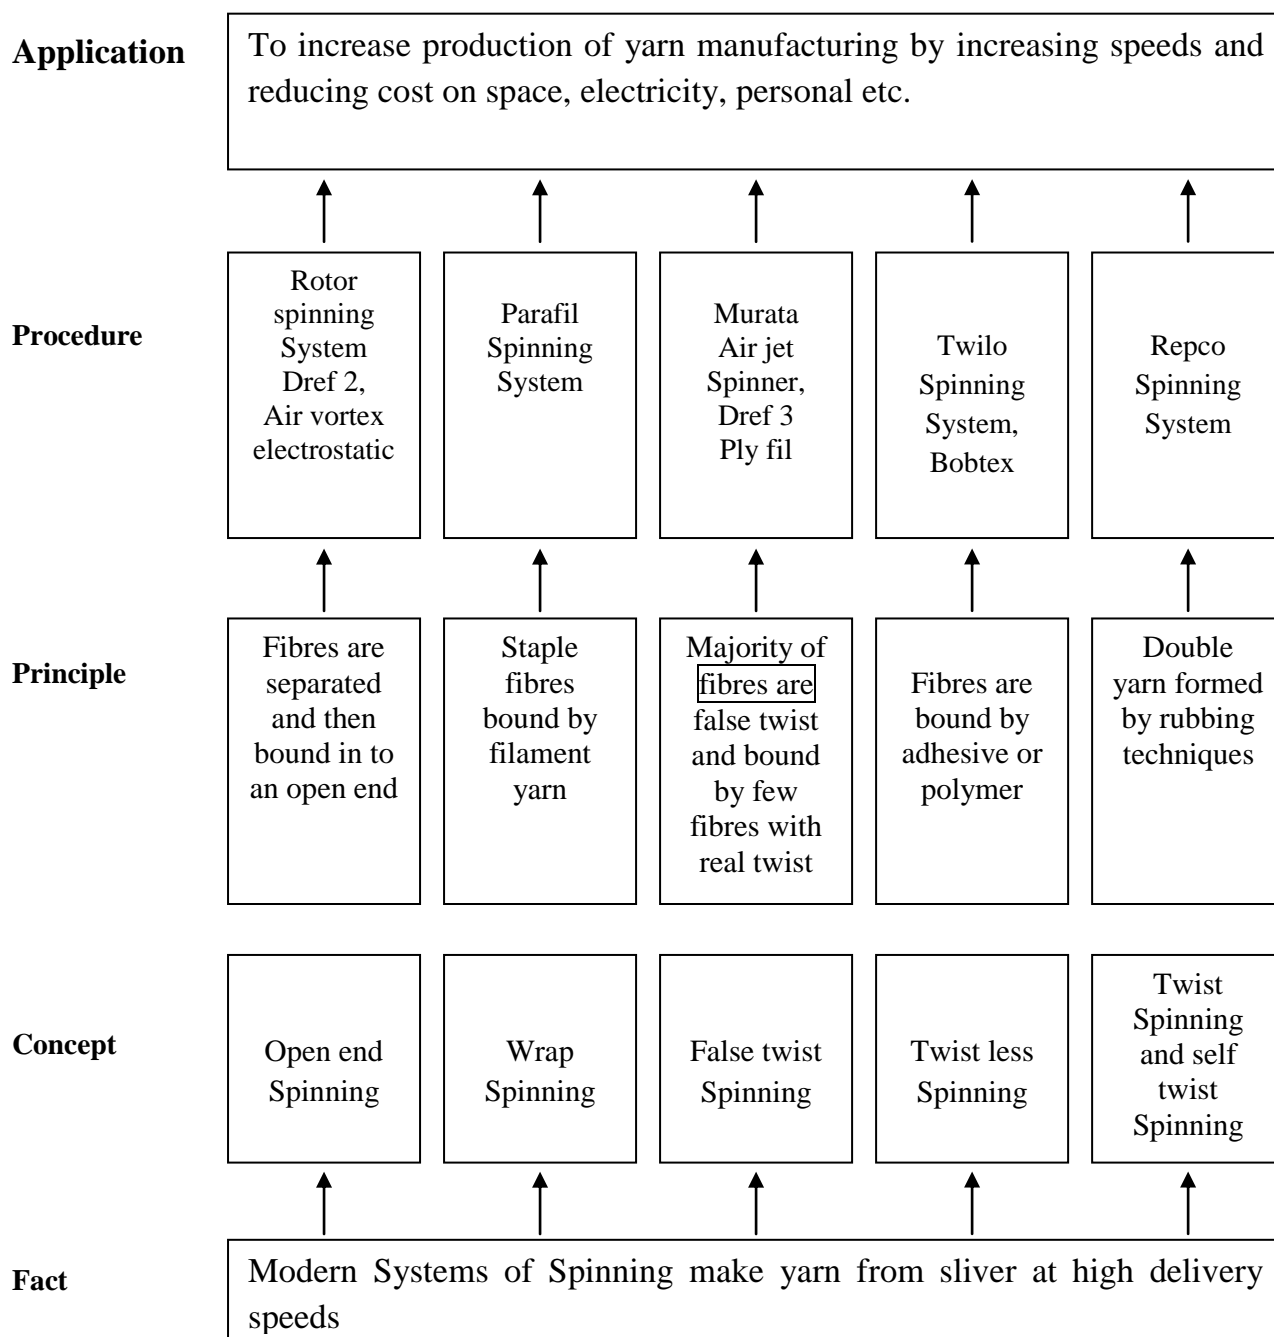 Application
To increase production of yarn manufacturing by increasing speeds and
reducing cost on space, electricity, personal etc.
Procedure
Rotor
spinning
System
Dref 2,
Air vortex
electrostatic
Parafil
Spinning
System
Murata
Air jet
Spinner,
Dref 3
Ply fil
Twilo
Spinning
System,
Bobtex
Repco
Spinning
System
Principle
Fibres are
separated
and then
bound in to
an open end
Staple
fibres
bound by
filament
yarn
Majority of
fibres are
false twist
and bound
by few
fibres with
real twist
Fibres are
bound by
adhesive or
polymer
Double
yarn formed
by rubbing
techniques
Concept
Open end
Spinning
Wrap
Spinning
False twist
Spinning
Twist less
Spinning
Twist
Spinning
and self
twist
Spinning
Fact
Modern Systems of Spinning make yarn from sliver at high delivery
speeds